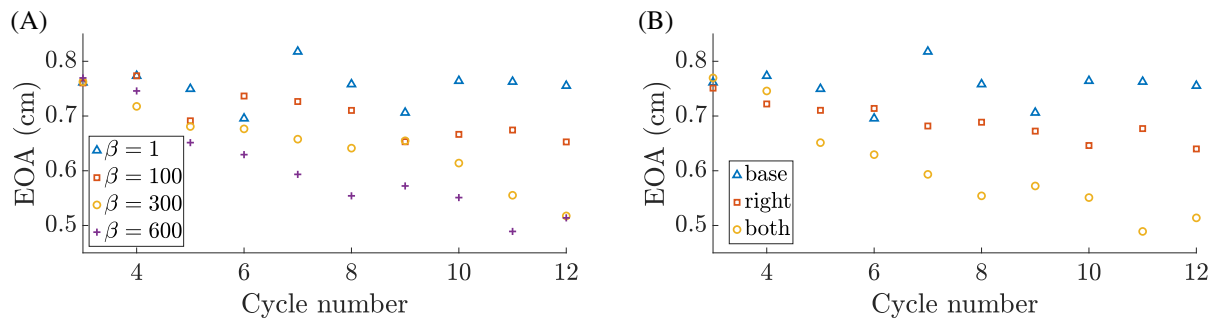 (A)
EOA (cm)
0.8
0.7
0.6
0.5
β = 1
β = 100
β = 300
β = 600
4 6 8 10 12
Cycle number
(B)
EOA (cm)
0.8
0.7
0.6
0.5
base
right
both
4 6 8 10 12
Cycle number